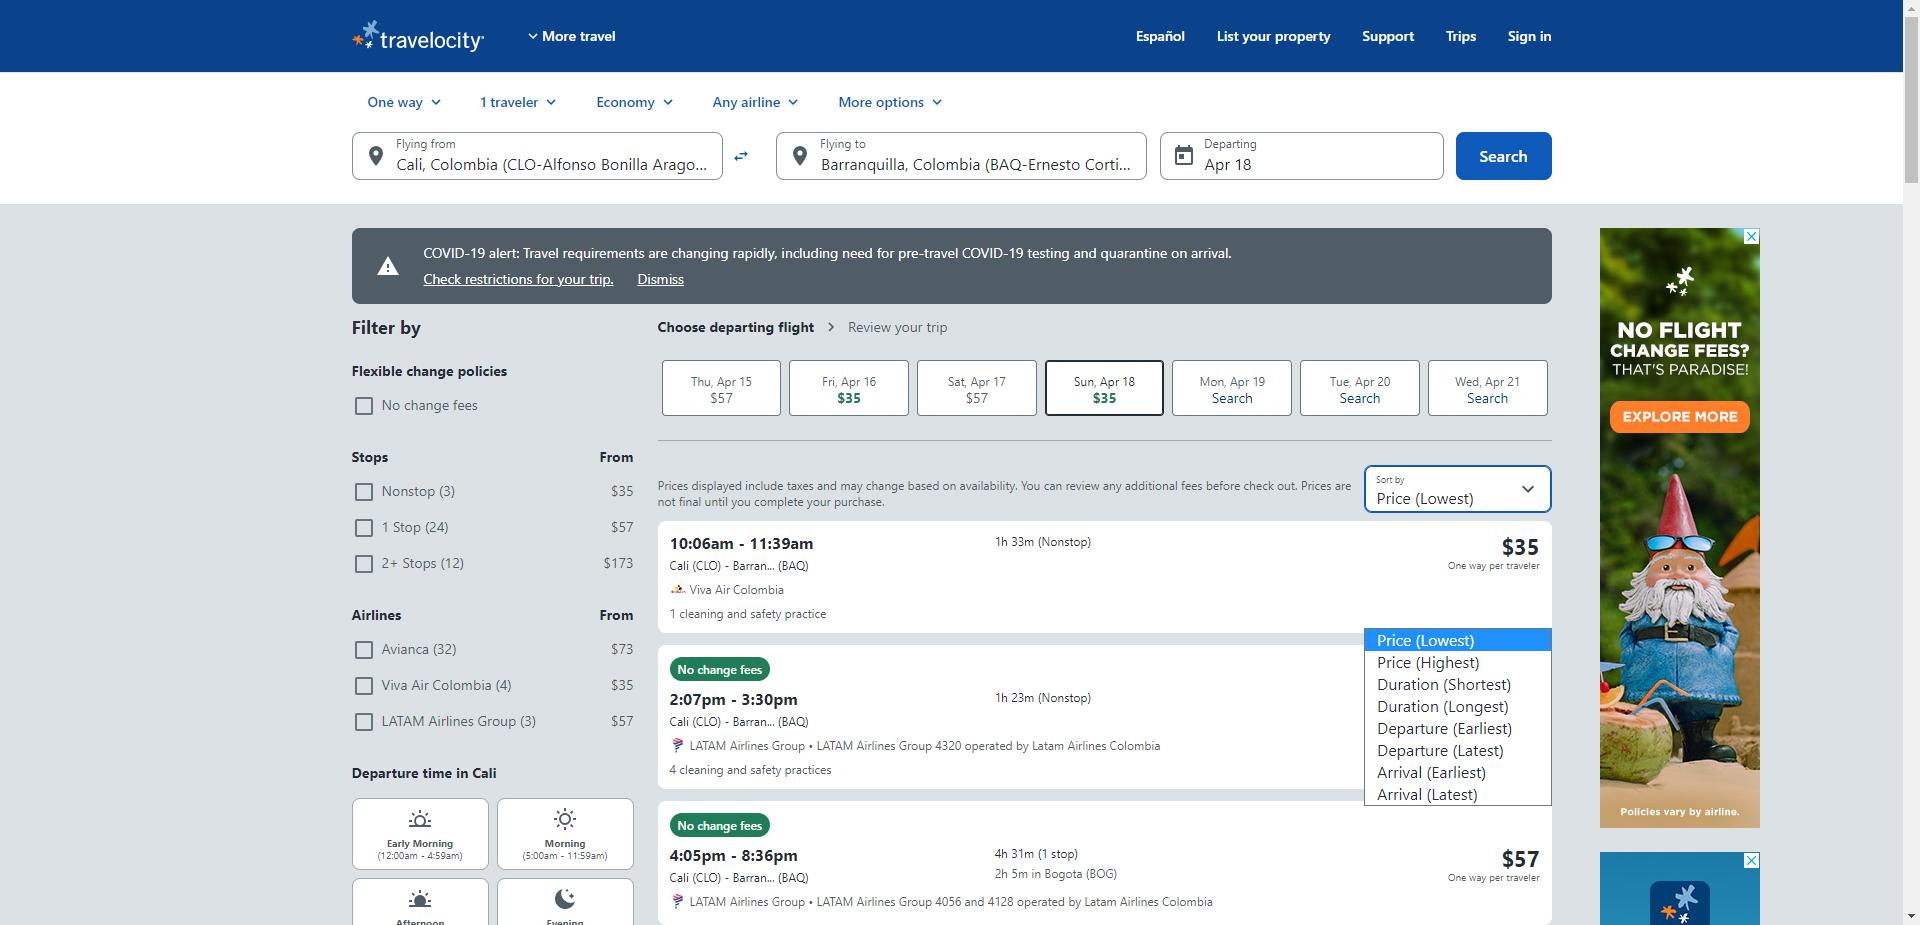 travelocity
More travel
Español
List your property
Support
Trips
Sign in
One way
1 traveler
Economy
Any airline
More options
Flying from
Cali, Colombia (CLO-Alfonso Bonilla Arago...
Flying to
Barranquilla, Colombia (BAQ-Ernesto Corti...
Departing
Apr 18
Search
COVID-19 alert: Travel requirements are changing rapidly, including need for pre-travel COVID-19 testing and quarantine on arrival.
Check restrictions for your trip.
Dismiss
Filter by
Flexible change policies
No change fees
Stops
From
Nonstop (3)
$35
1 Stop (24)
$57
2+ Stops (12)
$173
Airlines
From
Avianca (32)
$73
Viva Air Colombia (4)
$35
LATAM Airlines Group (3)
$57
Departure time in Cali
Early Morning
(12:00am - 4:59am)
Morning
(5:00am - 11:59am)
Afternoon
Evening
Choose departing flight
Review your trip
Thu, Apr 15
$57
Fri, Apr 16
$35
Sat, Apr 17
$57
Sun, Apr 18
$35
Mon, Apr 19
Search
Tue, Apr 20
Search
Wed, Apr 21
Search
Prices displayed include taxes and may change based on availability. You can review any additional fees before check out. Prices are
not final until you complete your purchase.
Sort by
Price (Lowest)
10:06am - 11:39am
1h 33m (Nonstop)
$35
Cali (CLO) - Barran... (BAQ)
One way per traveler
Viva Air Colombia
1 cleaning and safety practice
Price (Lowest)
Price (Highest)
Duration (Shortest)
Duration (Longest)
Departure (Earliest)
Departure (Latest)
Arrival (Earliest)
Arrival (Latest)
No change fees
2:07pm - 3:30pm
1h 23m (Nonstop)
Cali (CLO) - Barran... (BAQ)
LATAM Airlines Group • LATAM Airlines Group 4320 operated by Latam Airlines Colombia
4 cleaning and safety practices
No change fees
4:05pm - 8:36pm
4h 31m (1 stop)
$57
Cali (CLO) - Barran... (BAQ)
2h 5m in Bogota (BOG)
One way per traveler
LATAM Airlines Group • LATAM Airlines Group 4056 and 4128 operated by Latam Airlines Colombia
NO FLIGHT
CHANGE FEES?
THAT'S PARADISE!
EXPLORE MORE
Policies vary by airline.